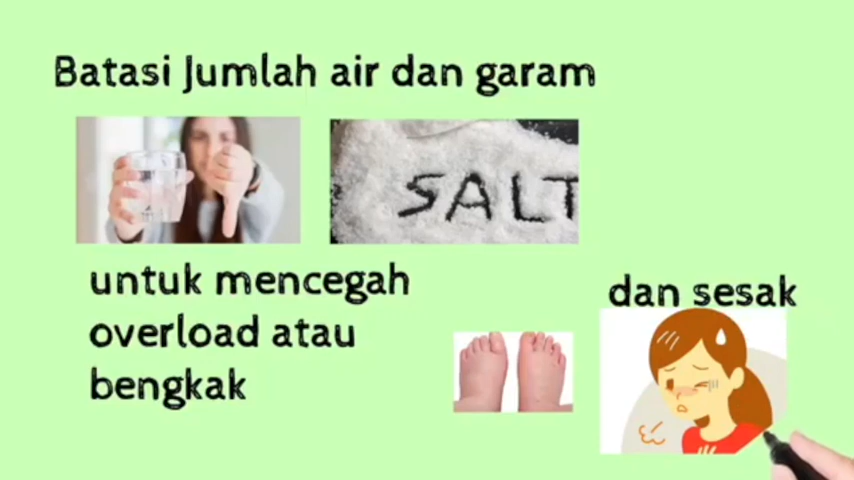 Batasi Jumlah air dan garam
SALT
untuk mencegah
overload atau
bengkak
dan sesak